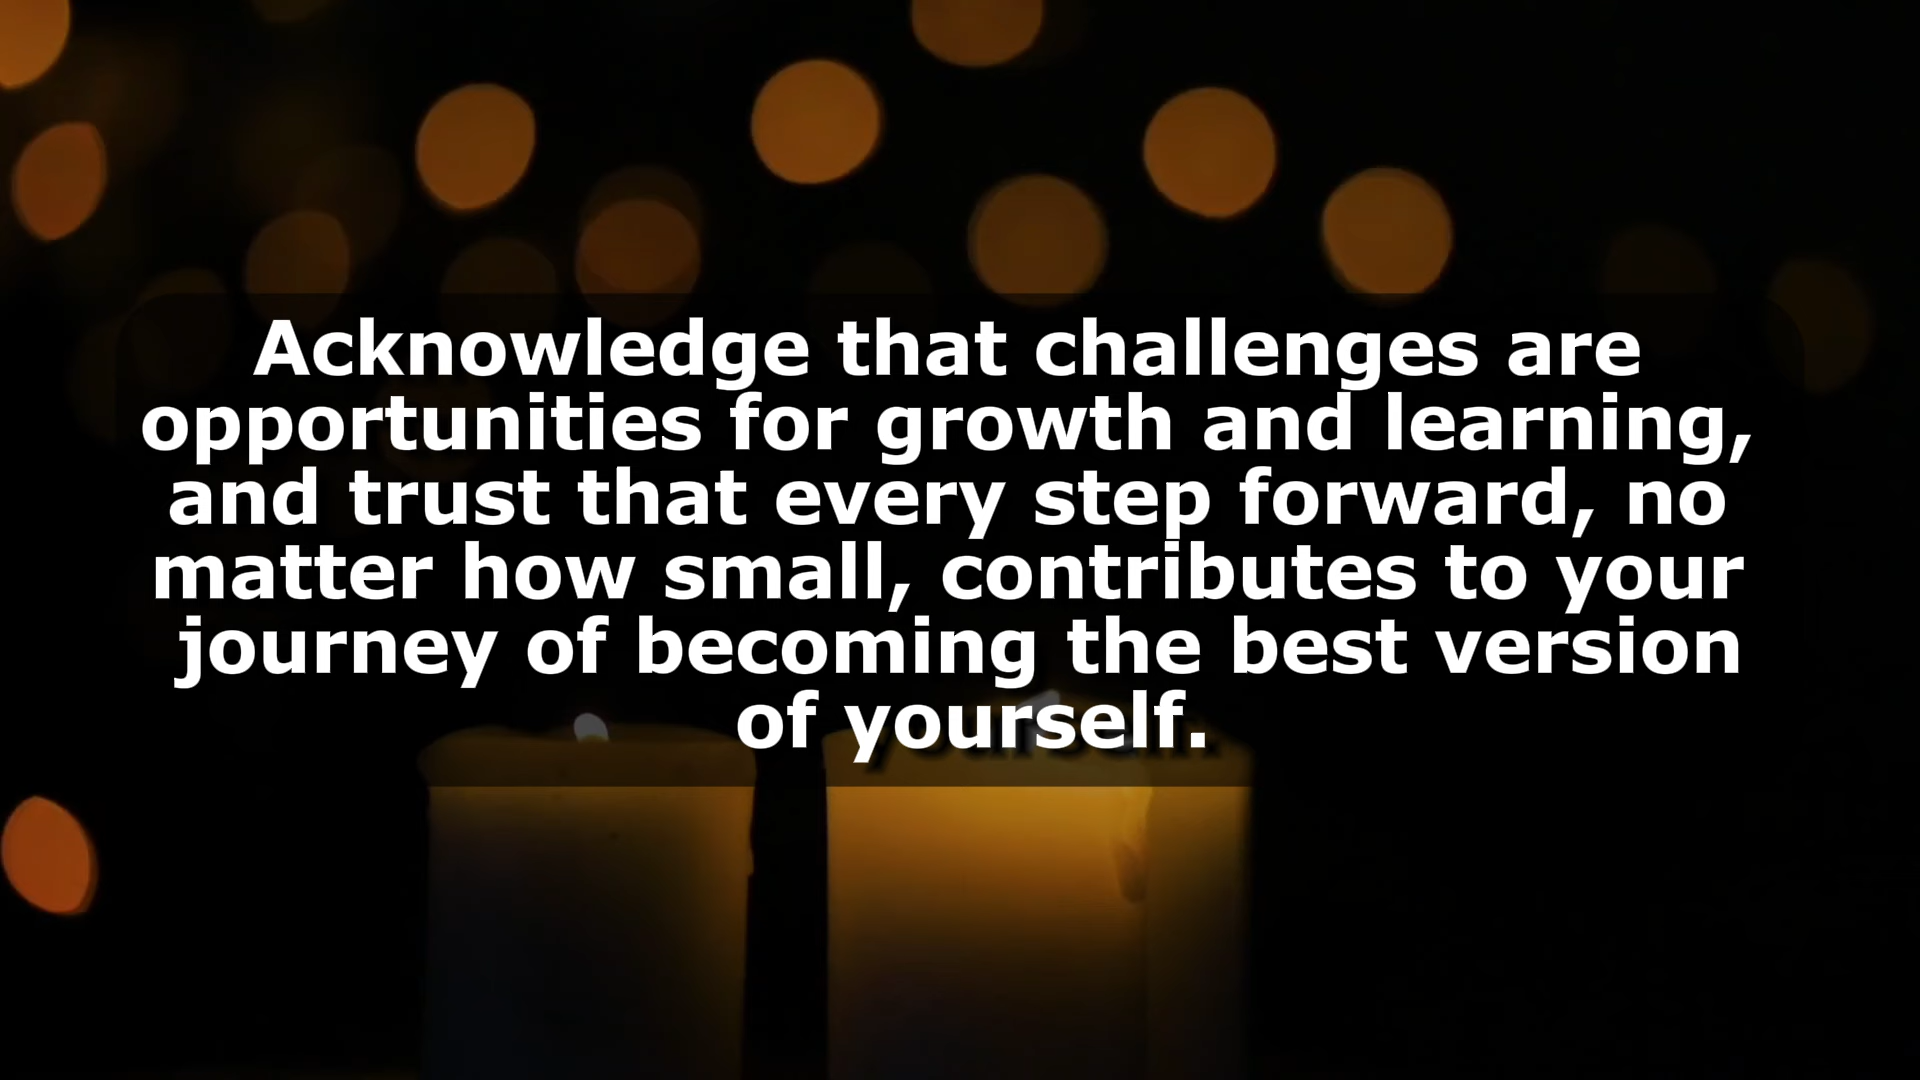 Acknowledge that challenges are
opportunities for growth and learning,
and trust that every step forward, no
matter how small, contributes to your
journey of becoming the best version
of yourself.